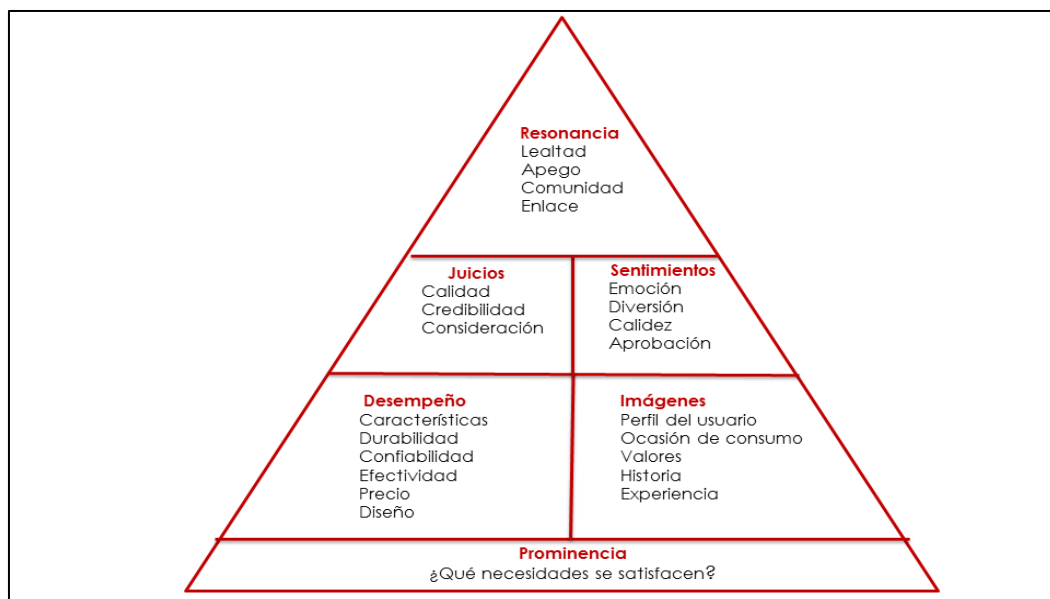 Resonancia
Lealtad
Apego
Comunidad
Enlace
Juicios
Calidad
Credibilidad
Consideración
Sentimientos
Emoción
Diversión
Calidez
Aprobación
Desempeño
Características
Durabilidad
Confiabilidad
Efectividad
Precio
Diseño
Imágenes
Perfil del usuario
Ocasión de consumo
Valores
Historia
Experiencia
Prominencia
¿Qué necesidades se satisfacen?